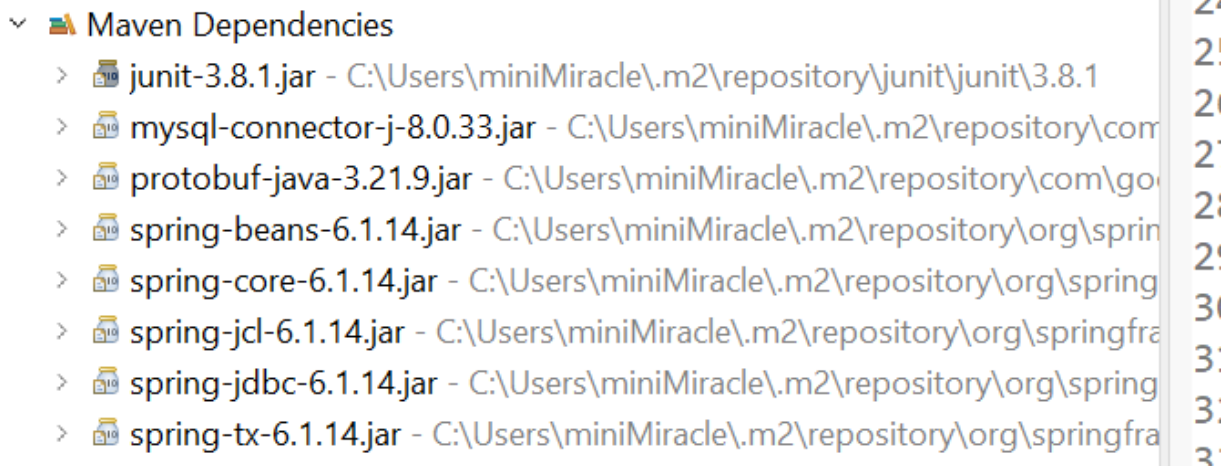 Maven Dependencies
junit-3.8.1.jar - C:\Users\miniMiracle\.m2\repository\junit\junit\3.8.1
mysql-connector-j-8.0.33.jar - C:\Users\miniMiracle\.m2\repository\com
protobuf-java-3.21.9.jar - C:\Users\miniMiracle\.m2\repository\com\go
spring-beans-6.1.14.jar - C:\Users\miniMiracle\.m2\repository\org\sprin
spring-core-6.1.14.jar - C:\Users\miniMiracle\.m2\repository\org\spring
spring-jcl-6.1.14.jar - C:\Users\miniMiracle\.m2\repository\org\springfra
spring-jdbc-6.1.14.jar - C:\Users\miniMiracle\.m2\repository\org\spring
spring-tx-6.1.14.jar - C:\Users\miniMiracle\.m2\repository\org\springfra